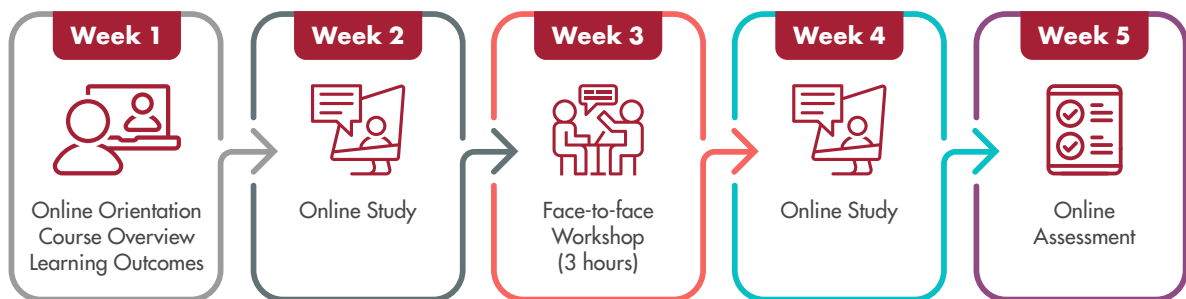 Week 1
Online Orientation
Course Overview
Learning Outcomes
Week 2
Online Study
Week 3
Face-to-face
Workshop
(3 hours)
Week 4
Online Study
Week 5
Online
Assessment